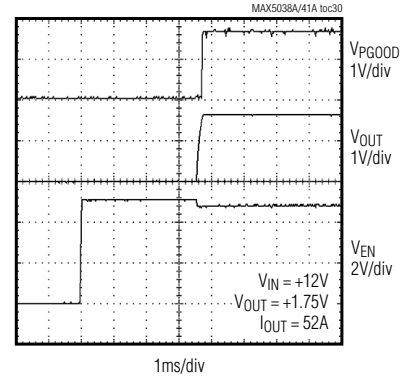 MAX5038A/41A toc30
VPGOOD
1V/div
VOUT
1V/div
VEN
2V/div
VIN = +12V
VOUT = +1.75V
IOUT = 52A
1ms/div